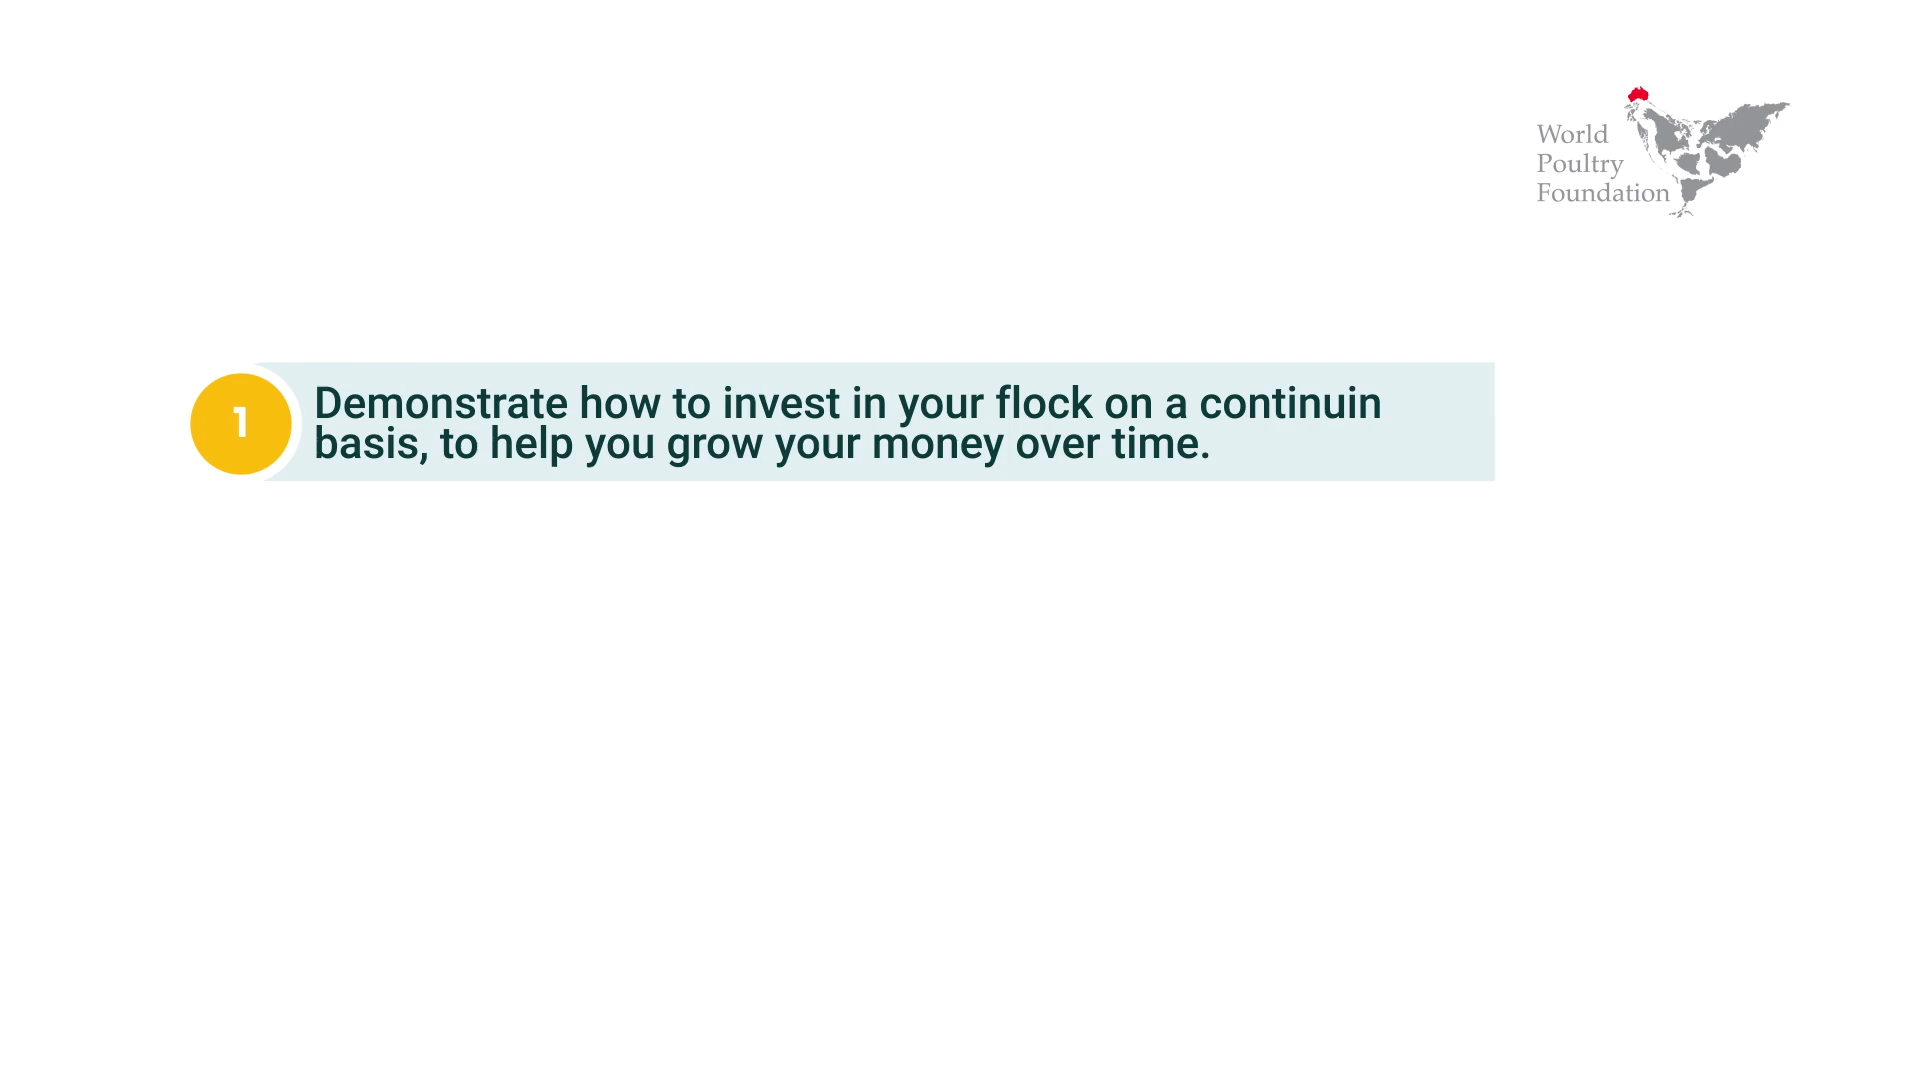 World
Poultry
Foundation
1
Demonstrate how to invest in your flock on a continuin
basis, to help you grow your money over time.